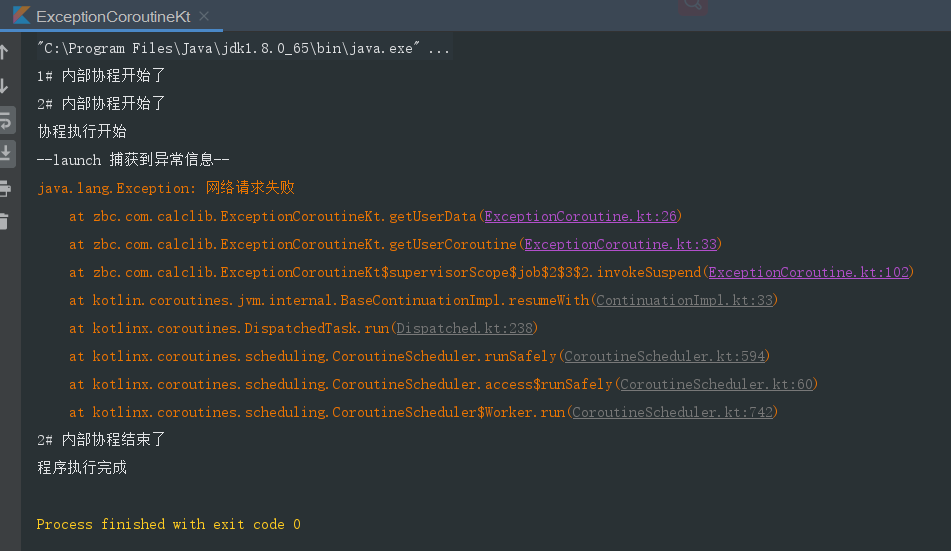 ExceptionCoroutineKt
"C:\Program Files\Java\jdk1.8.0_65\bin\java.exe" ...
1# 内部协程开始了
2# 内部协程开始了
协程执行开始
--launch 捕获到异常信息--
java.lang.Exception: 网络请求失败
at zbc.com.calclib.ExceptionCoroutineKt.getUserData(ExceptionCoroutine.kt:26)
at zbc.com.calclib.ExceptionCoroutineKt.getUserCoroutine(ExceptionCoroutine.kt:33)
at zbc.com.calclib.ExceptionCoroutineKt$supervisorScope$job$2$3$2.invokeSuspend(ExceptionCoroutine.kt:102)
at kotlin.coroutines.jvm.internal.BaseContinuationImpl.resumeWith(ContinuationImpl.kt:33)
at kotlinx.coroutines.DispatchedTask.run(Dispatched.kt:238)
at kotlinx.coroutines.scheduling.CoroutineScheduler.runSafely(CoroutineScheduler.kt:594)
at kotlinx.coroutines.scheduling.CoroutineScheduler.access$runSafely(CoroutineScheduler.kt:60)
at kotlinx.coroutines.scheduling.CoroutineScheduler$Worker.run(CoroutineScheduler.kt:742)
2# 内部协程结束了
程序执行完成
Process finished with exit code 0